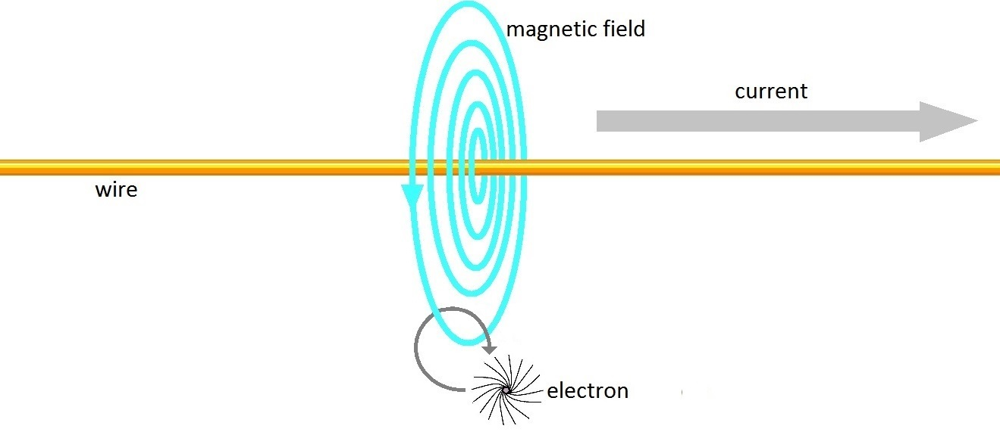 magnetic field
current
wire
electron